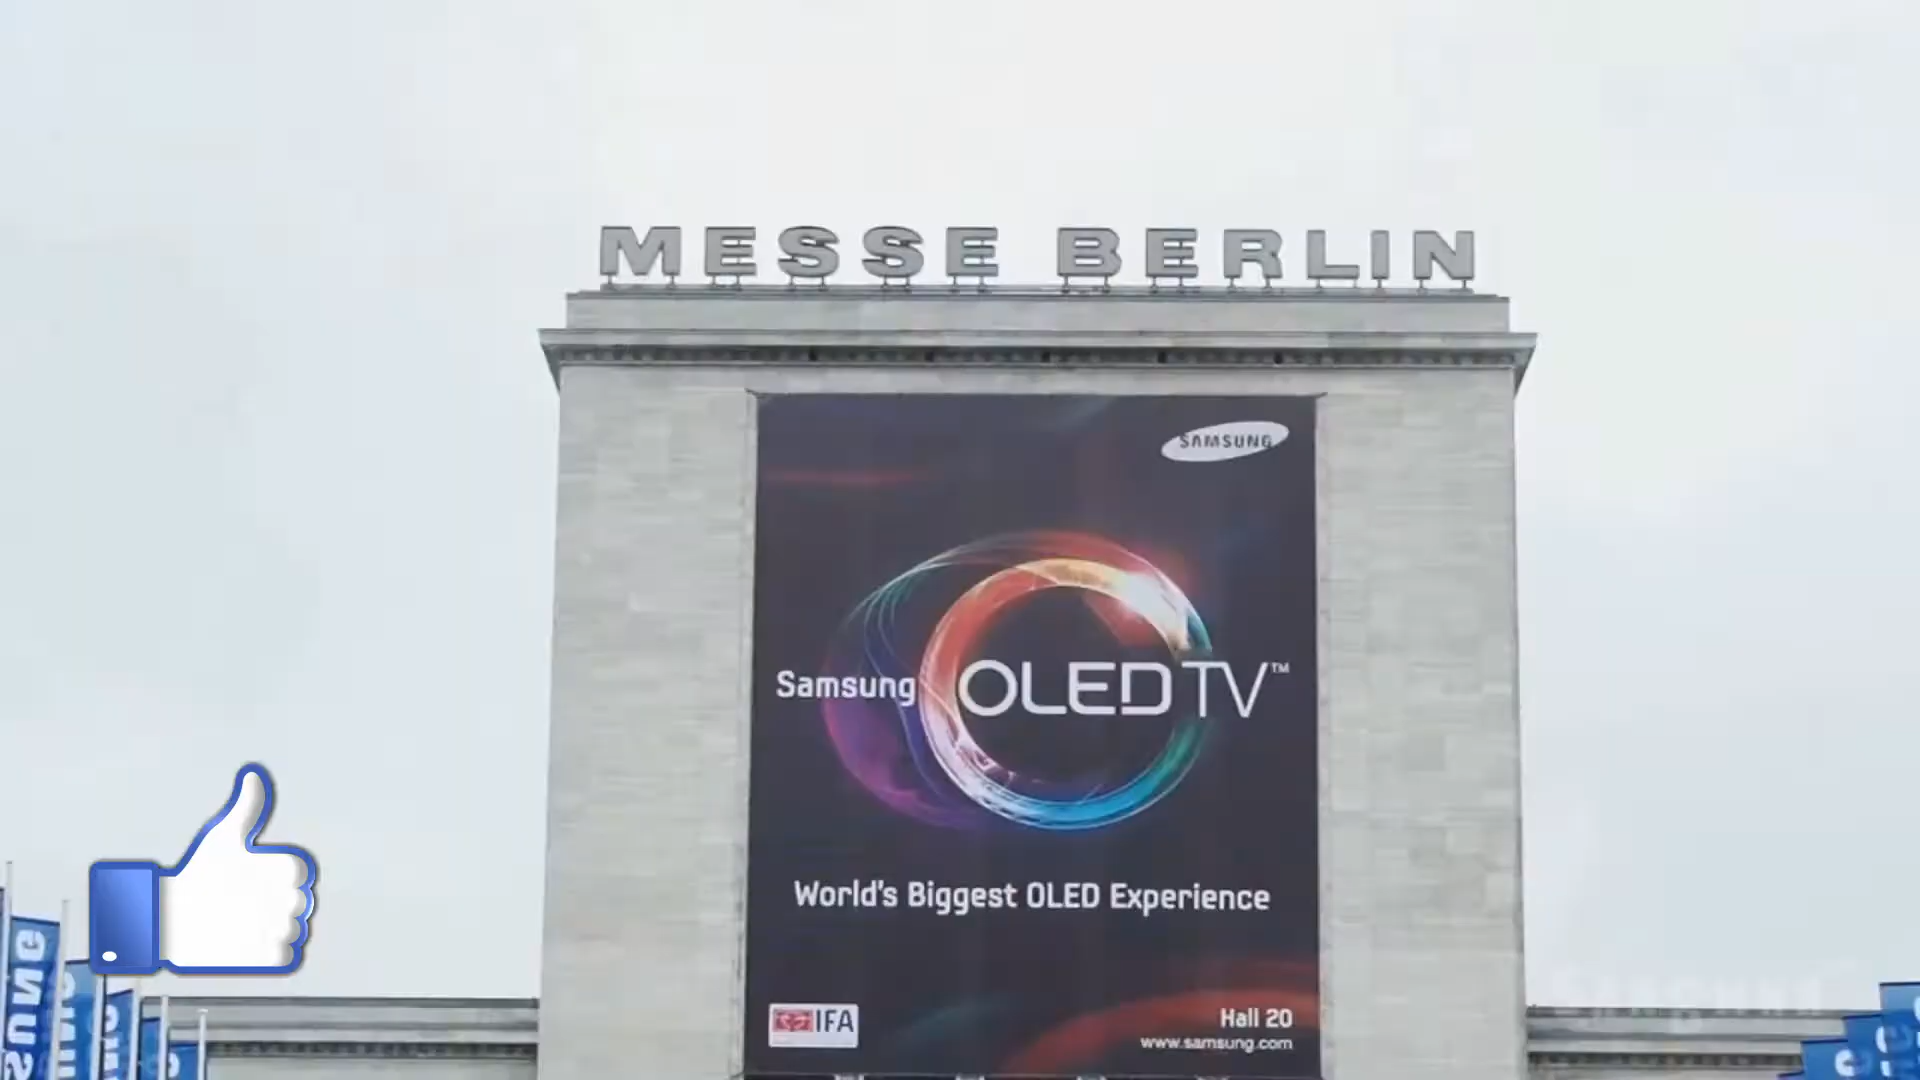 MESSE BERLIN
SAMSUNG
Samsung OLED TV™
World's Biggest OLED Experience
IFA
Hall 20
www.samsung.com